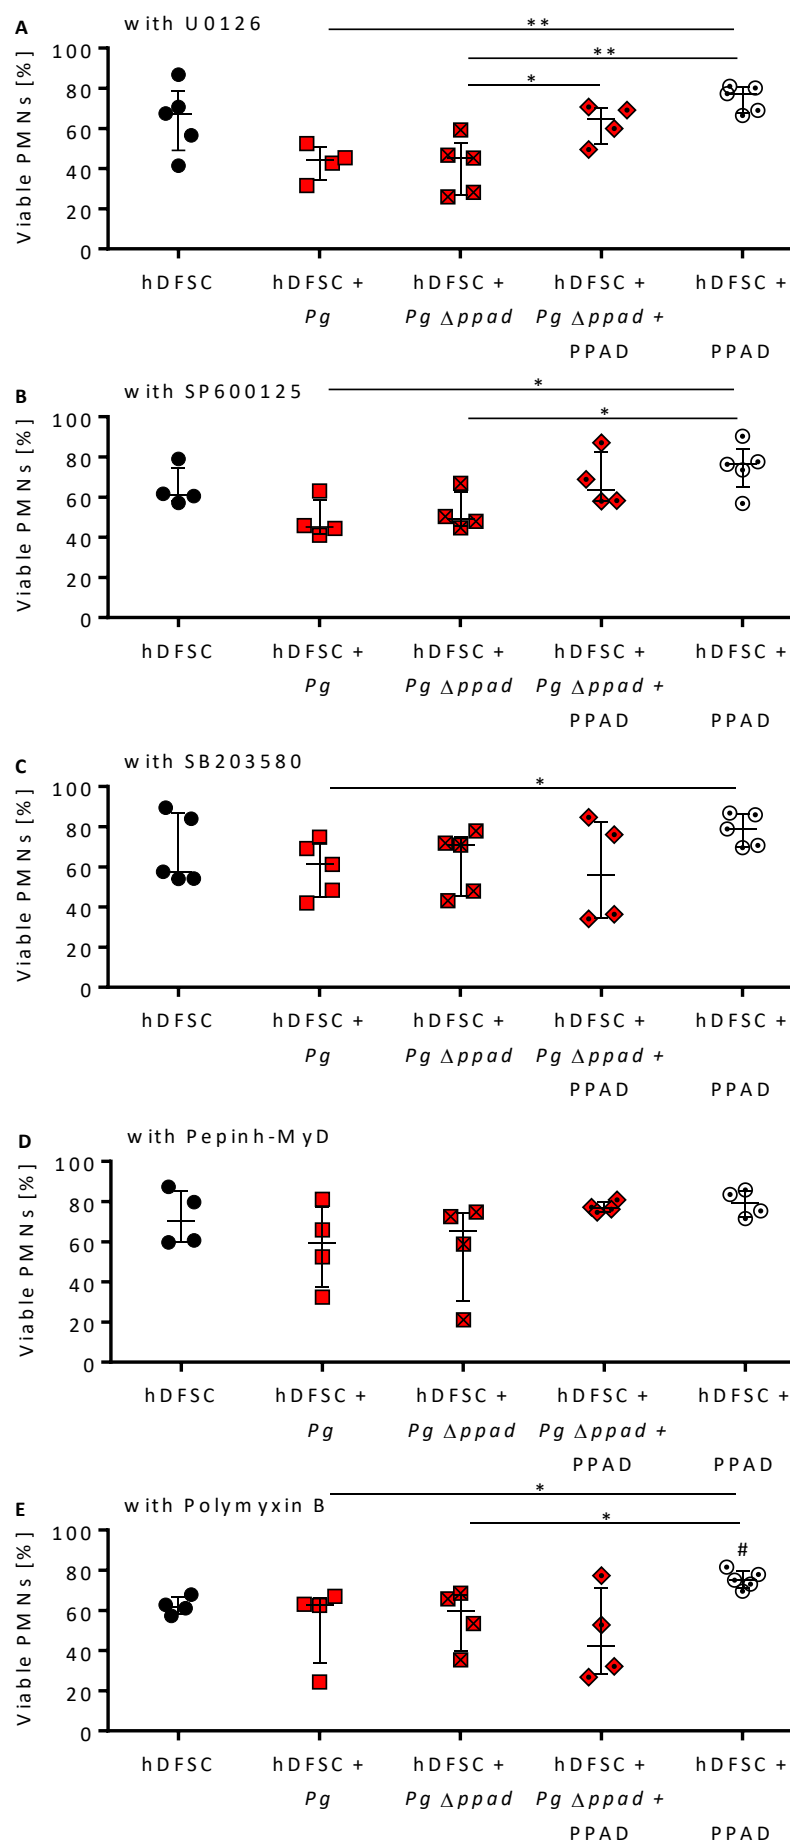 A with U0126
**
**
*
Viable PMNs [%]
100
80
60
40
20
0
hDFSC hDFSC + hDFSC + hDFSC + hDFSC +
Pg Pg Δppad Pg Δppad +
PPAD PPAD
B with SP600125
*
*
Viable PMNs [%]
100
80
60
40
20
0
hDFSC hDFSC + hDFSC + hDFSC + hDFSC +
Pg Pg Δppad Pg Δppad +
PPAD PPAD
C with SB203580
*
Viable PMNs [%]
100
80
60
40
20
0
hDFSC hDFSC + hDFSC + hDFSC + hDFSC +
Pg Pg Δppad Pg Δppad +
PPAD PPAD
D with Pepinh-MyD
Viable PMNs [%]
100
80
60
40
20
0
hDFSC hDFSC + hDFSC + hDFSC + hDFSC +
Pg Pg Δppad Pg Δppad +
PPAD PPAD
E with Polymyxin B
*
*
#
Viable PMNs [%]
100
80
60
40
20
0
hDFSC hDFSC + hDFSC + hDFSC + hDFSC +
Pg Pg Δppad Pg Δppad +
PPAD PPAD